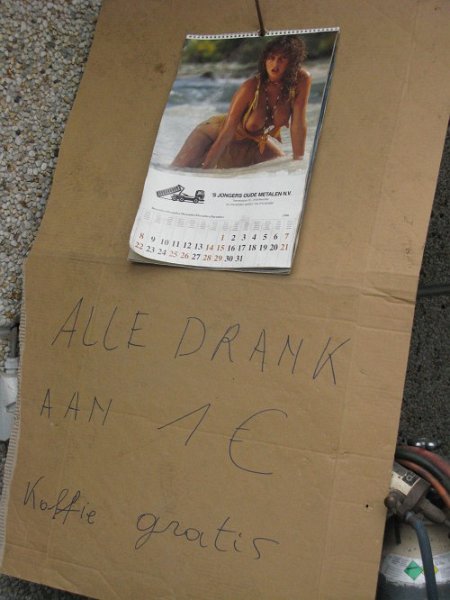 'S JONGERS OUDE METALEN N.V.
8 9 10 11 12 13 14 15 1 2 3 4 5 6 7
22 23 24 25 26 27 28 29 30 31 16 17 18 19 20 21
ALLE DRANK
AAN 1 €
Koffie gratis